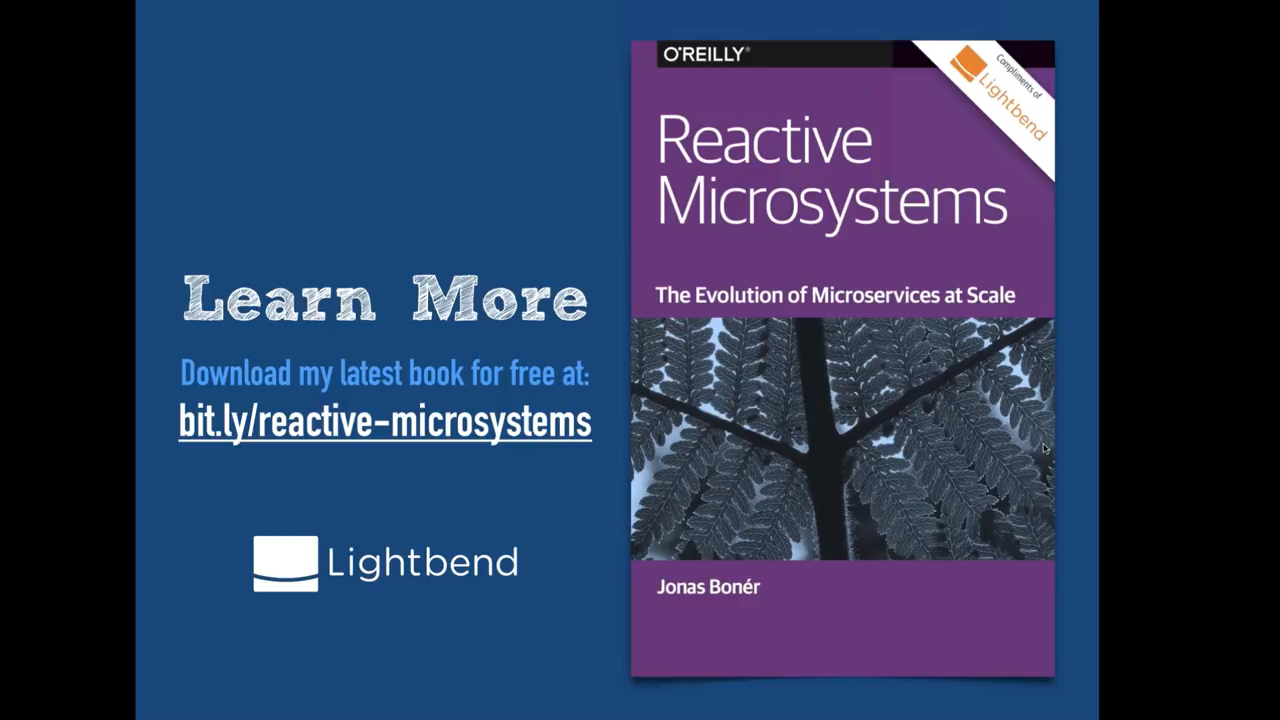 Learn More
Download my latest book for free at:
bit.ly/reactive-microsystems
Lightbend
O'REILLY®
Compliments of
Lightbend
Reactive
Microsystems
The Evolution of Microservices at Scale
Jonas Bonér